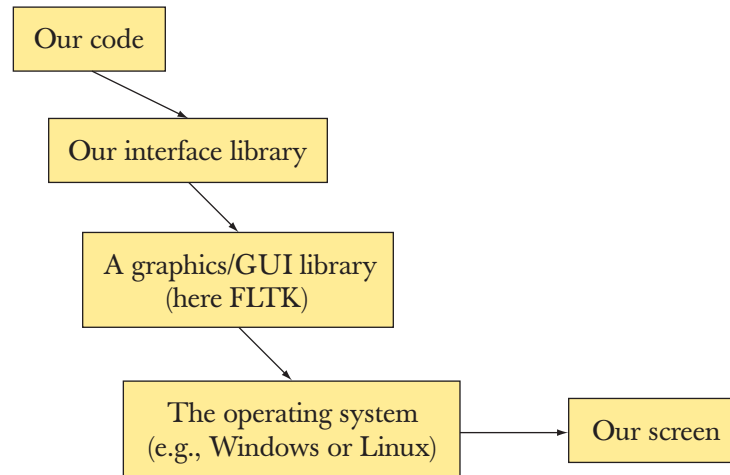 Our code
Our interface library
A graphics/GUI library
(here FLTK)
The operating system
(e.g., Windows or Linux)
Our screen